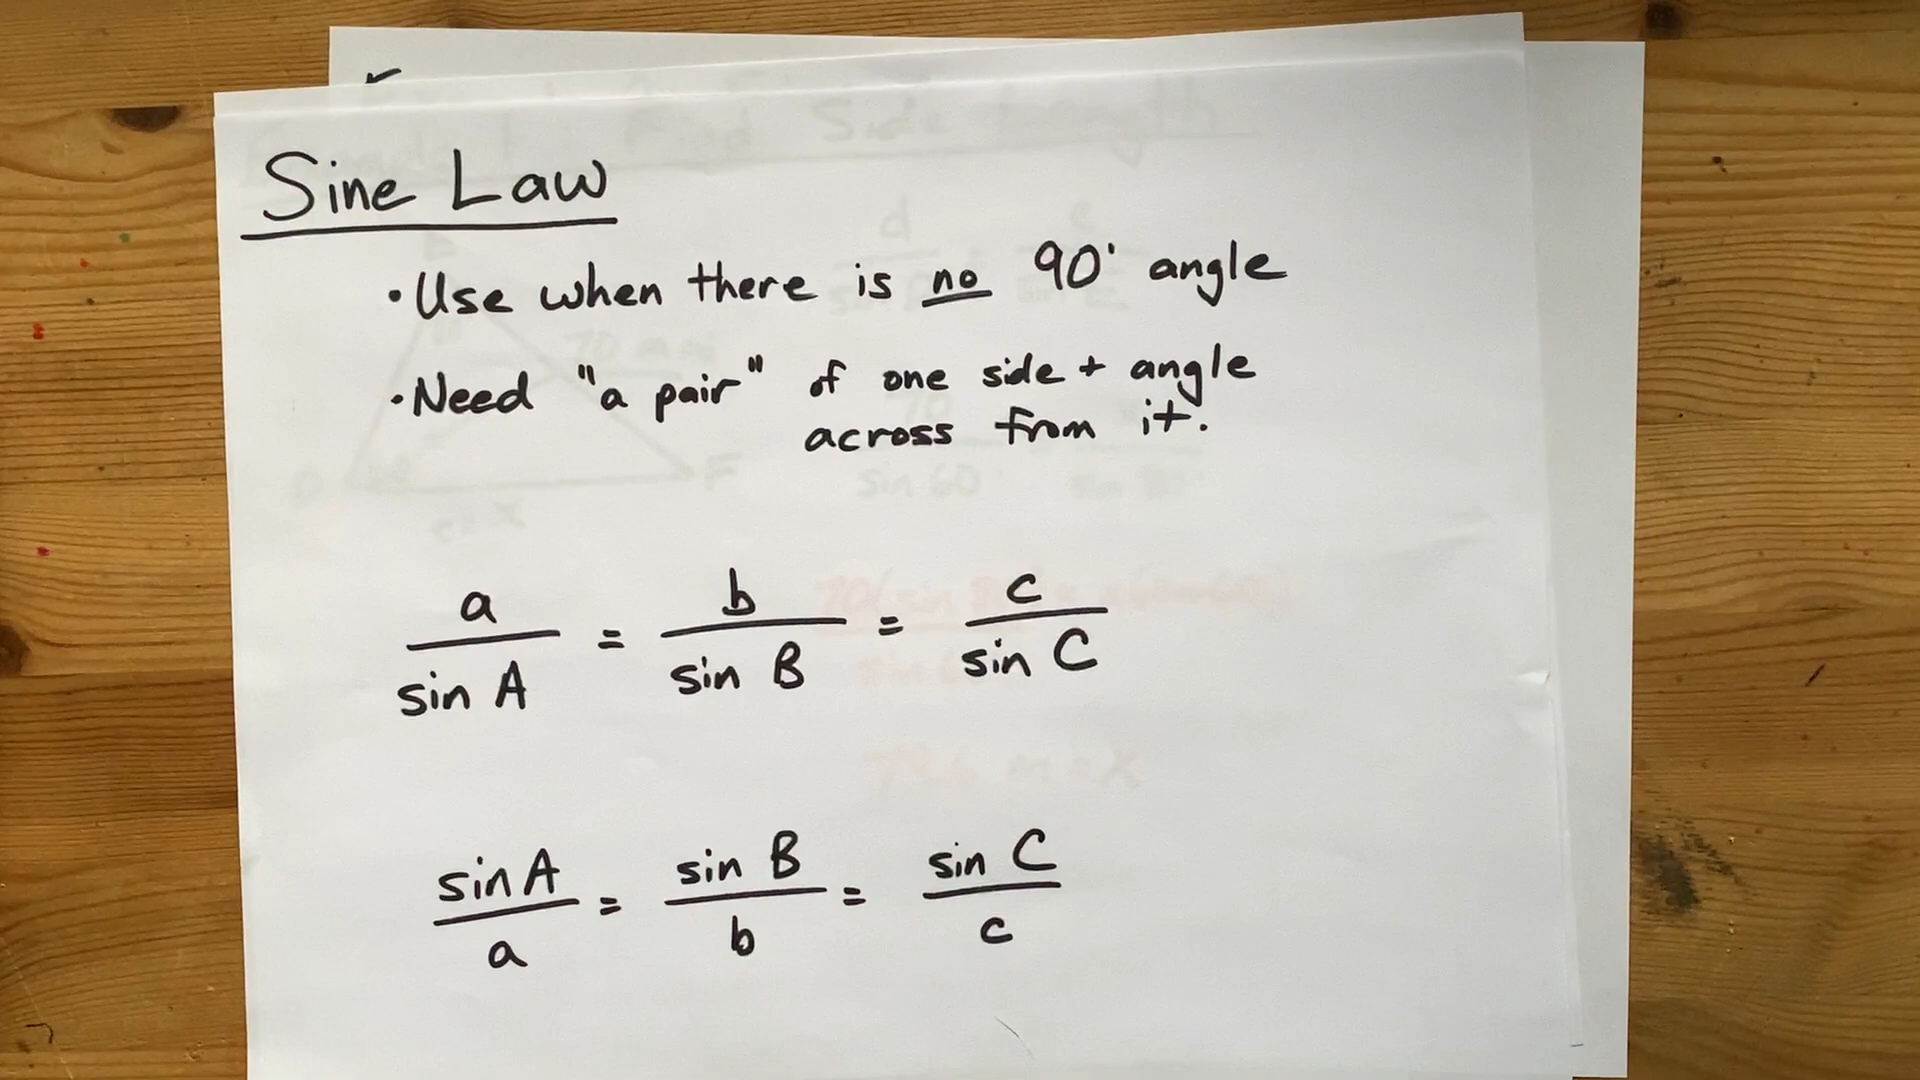 Sine Law
• Use when there is no 90° angle
• Need "a pair" of one side + angle
across from it.
a/sin A = b/sin B = c/sin C
sin A/a = sin B/b = sin C/c